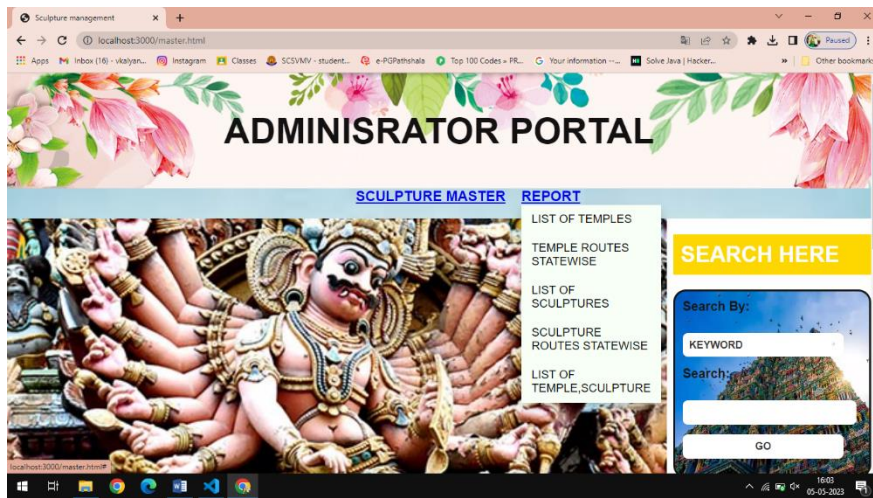 Sculpture management
localhost:3000/master.html
Paused
Apps
Inbox (16) - vkalyan...
Instagram
Classes
SCSVMV - student...
e-PGPathshala
Top 100 Codes » PR...
Your information --...
Solve Java | Hacker...
»
Other bookmarks
ADMINISRATOR PORTAL
SCULPTURE MASTER REPORT
LIST OF TEMPLES
TEMPLE ROUTES
STATEWISE
LIST OF
SCULPTURES
SCULPTURE
ROUTES STATEWISE
LIST OF
TEMPLE,SCULPTURE
SEARCH HERE
Search By:
KEYWORD
Search:
GO
localhost:3000/master.html#
16:03
05-05-2023